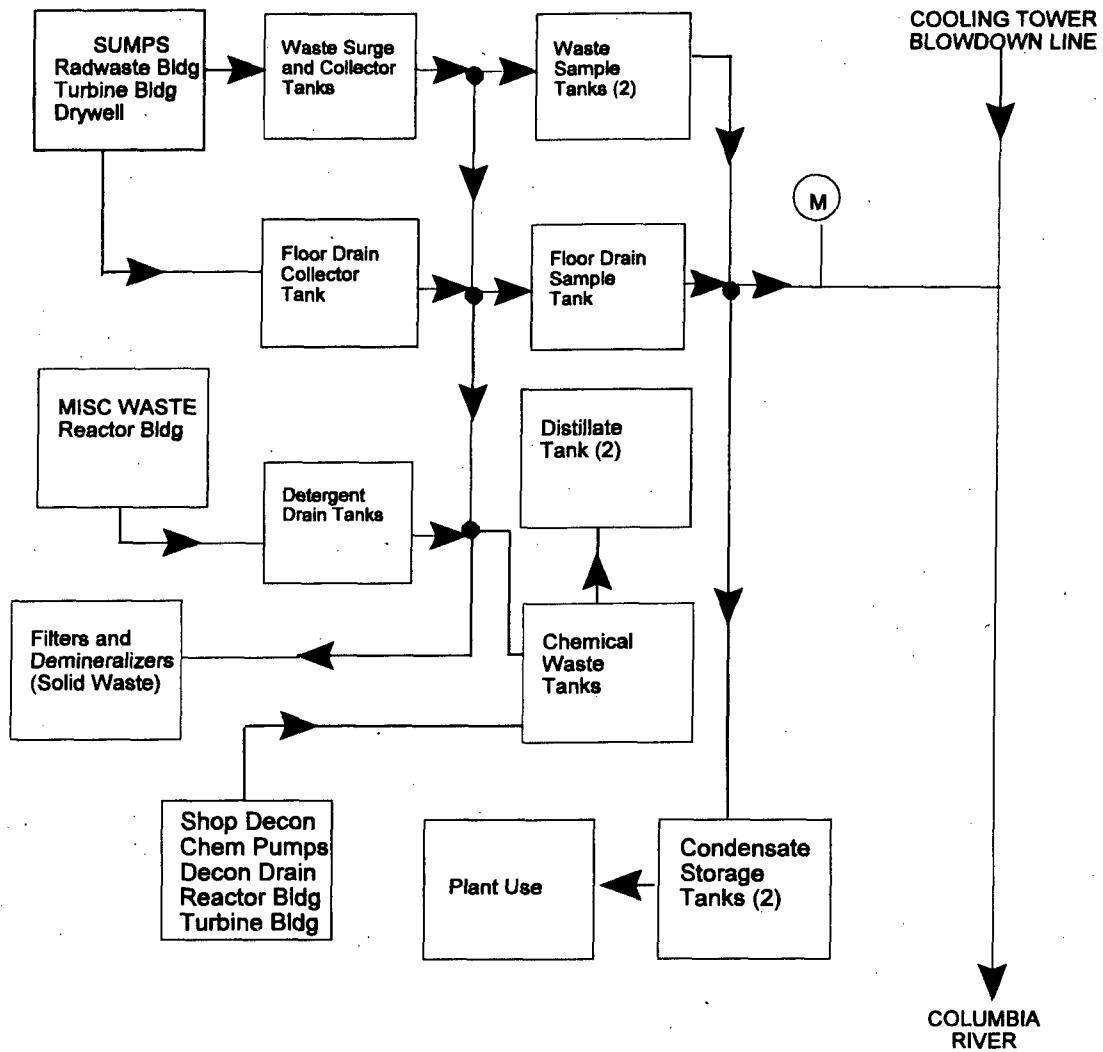 SUMPS
Radwaste Bldg
Turbine Bldg
Drywell
Waste Surge
and Collector
Tanks
Waste
Sample
Tanks (2)
COOLING TOWER
BLOWDOWN LINE
M
Floor Drain
Collector
Tank
Floor Drain
Sample
Tank
MISC WASTE
Reactor Bldg
Distillate
Tank (2)
Detergent
Drain Tanks
Filters and
Demineralizers
(Solid Waste)
Chemical
Waste
Tanks
Shop Decon
Chem Pumps
Decon Drain
Reactor Bldg
Turbine Bldg
Plant Use
Condensate
Storage
Tanks (2)
COLUMBIA
RIVER